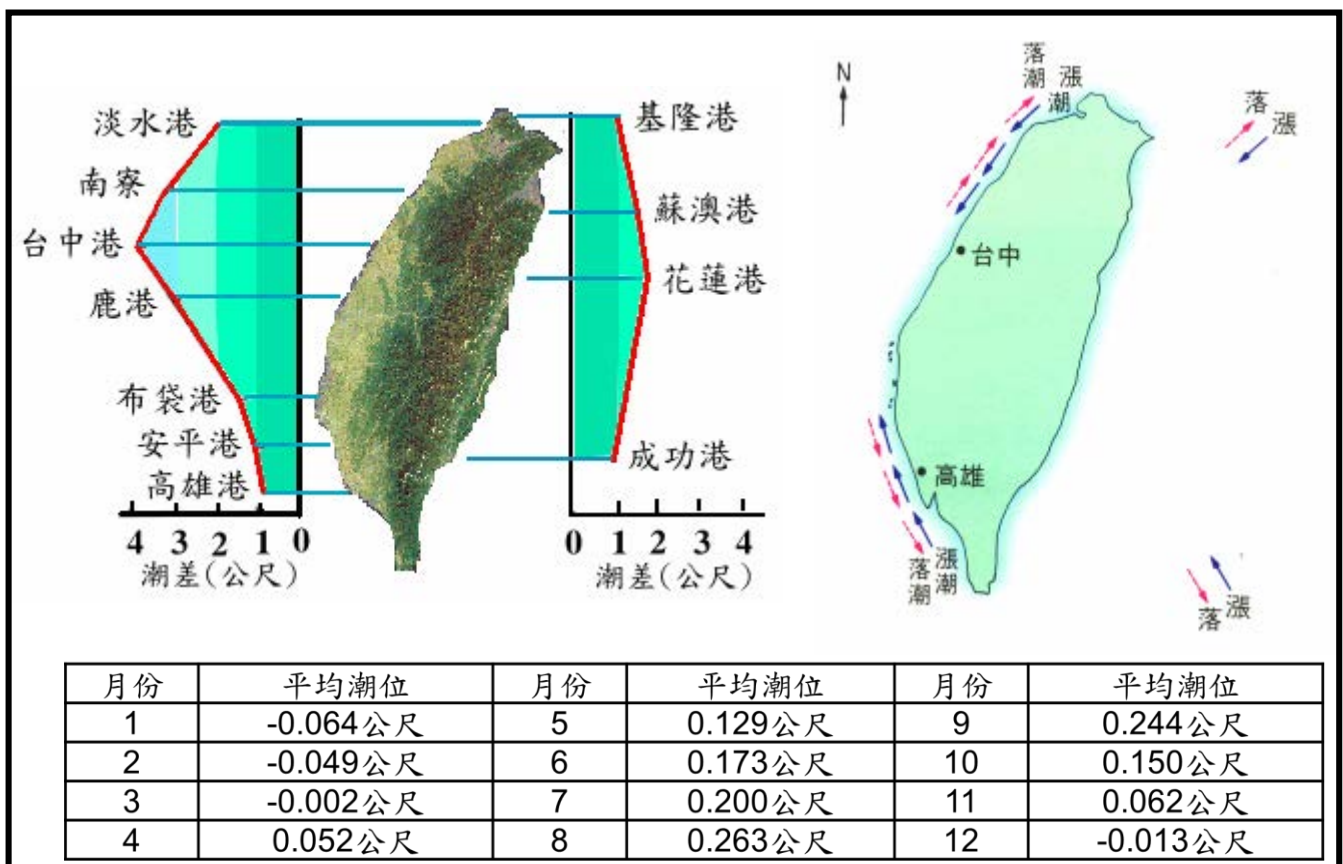 淡水港
南寮
台中港
鹿港
布袋港
安平港
高雄港
4 3 2 1 0
潮差(公尺)
基隆港
蘇澳港
花蓮港
成功港
0 1 2 3 4
潮差(公尺)
N
落潮
漲潮
落
漲
台中
高雄
落潮
漲潮
落
漲
月份 平均潮位 月份 平均潮位 月份 平均潮位
1 -0.064公尺 5 0.129公尺 9 0.244公尺
2 -0.049公尺 6 0.173公尺 10 0.150公尺
3 -0.002公尺 7 0.200公尺 11 0.062公尺
4 0.052公尺 8 0.263公尺 12 -0.013公尺